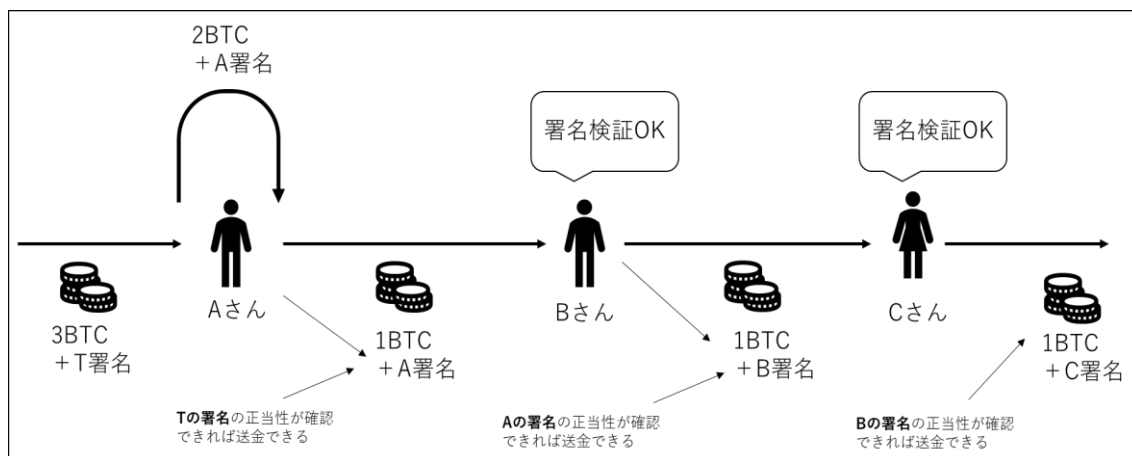 2BTC
＋A署名
署名検証OK
署名検証OK
Aさん
Bさん
Cさん
3BTC
＋T署名
1BTC
＋A署名
1BTC
＋B署名
1BTC
＋C署名
Tの署名の正当性が確認
できれば送金できる
Aの署名の正当性が確認
できれば送金できる
Bの署名の正当性が確認
できれば送金できる